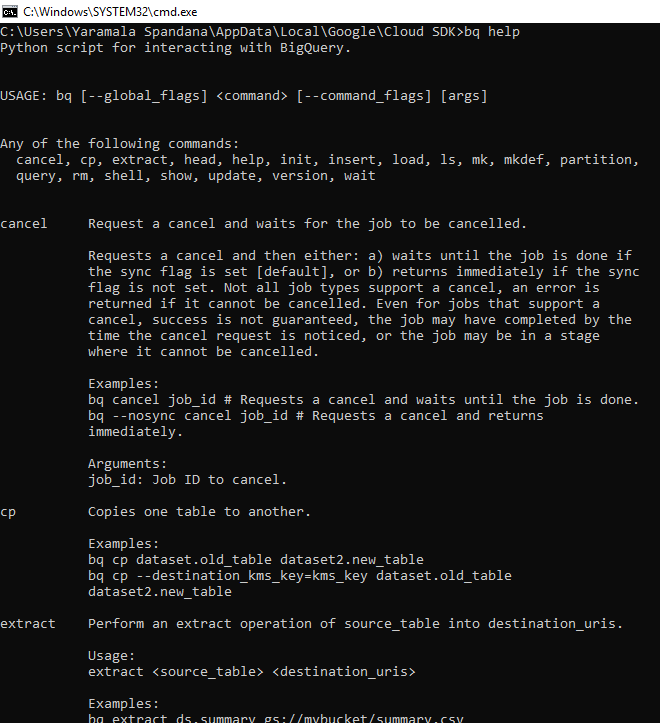 C:\Windows\SYSTEM32\cmd.exe
C:\Users\Yaramala Spandana\AppData\Local\Google\Cloud SDK>bq help
Python script for interacting with BigQuery.
USAGE: bq [--global_flags] <command> [--command_flags] [args]
Any of the following commands:
cancel, cp, extract, head, help, init, insert, load, ls, mk, mkdef, partition,
query, rm, shell, show, update, version, wait
cancel Request a cancel and waits for the job to be cancelled.
Requests a cancel and then either: a) waits until the job is done if
the sync flag is set [default], or b) returns immediately if the sync
flag is not set. Not all job types support a cancel, an error is
returned if it cannot be cancelled. Even for jobs that support a
cancel, success is not guaranteed, the job may have completed by the
time the cancel request is noticed, or the job may be in a stage
where it cannot be cancelled.
Examples:
bq cancel job_id # Requests a cancel and waits until the job is done.
bq --nosync cancel job_id # Requests a cancel and returns
immediately.
Arguments:
job_id: Job ID to cancel.
cp Copies one table to another.
Examples:
bq cp dataset.old_table dataset2.new_table
bq cp --destination_kms_key=kms_key dataset.old_table
dataset2.new_table
extract Perform an extract operation of source_table into destination_uris.
Usage:
extract <source_table> <destination_uris>
Examples:
bq extract ds.summary gs://mybucket/summary.csv